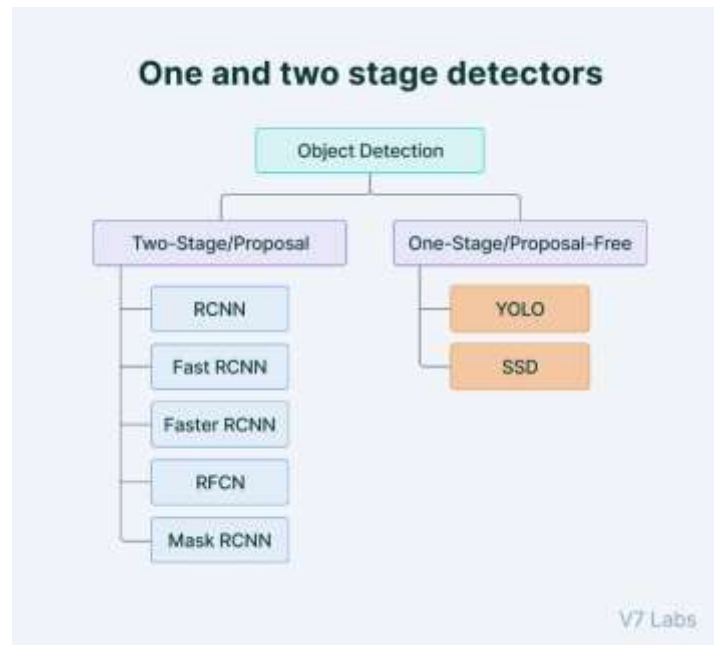 One and two stage detectors
Object Detection
Two-Stage/Proposal
One-Stage/Proposal-Free
RCNN
YOLO
Fast RCNN
SSD
Faster RCNN
RFCN
Mask RCNN
V7 Labs